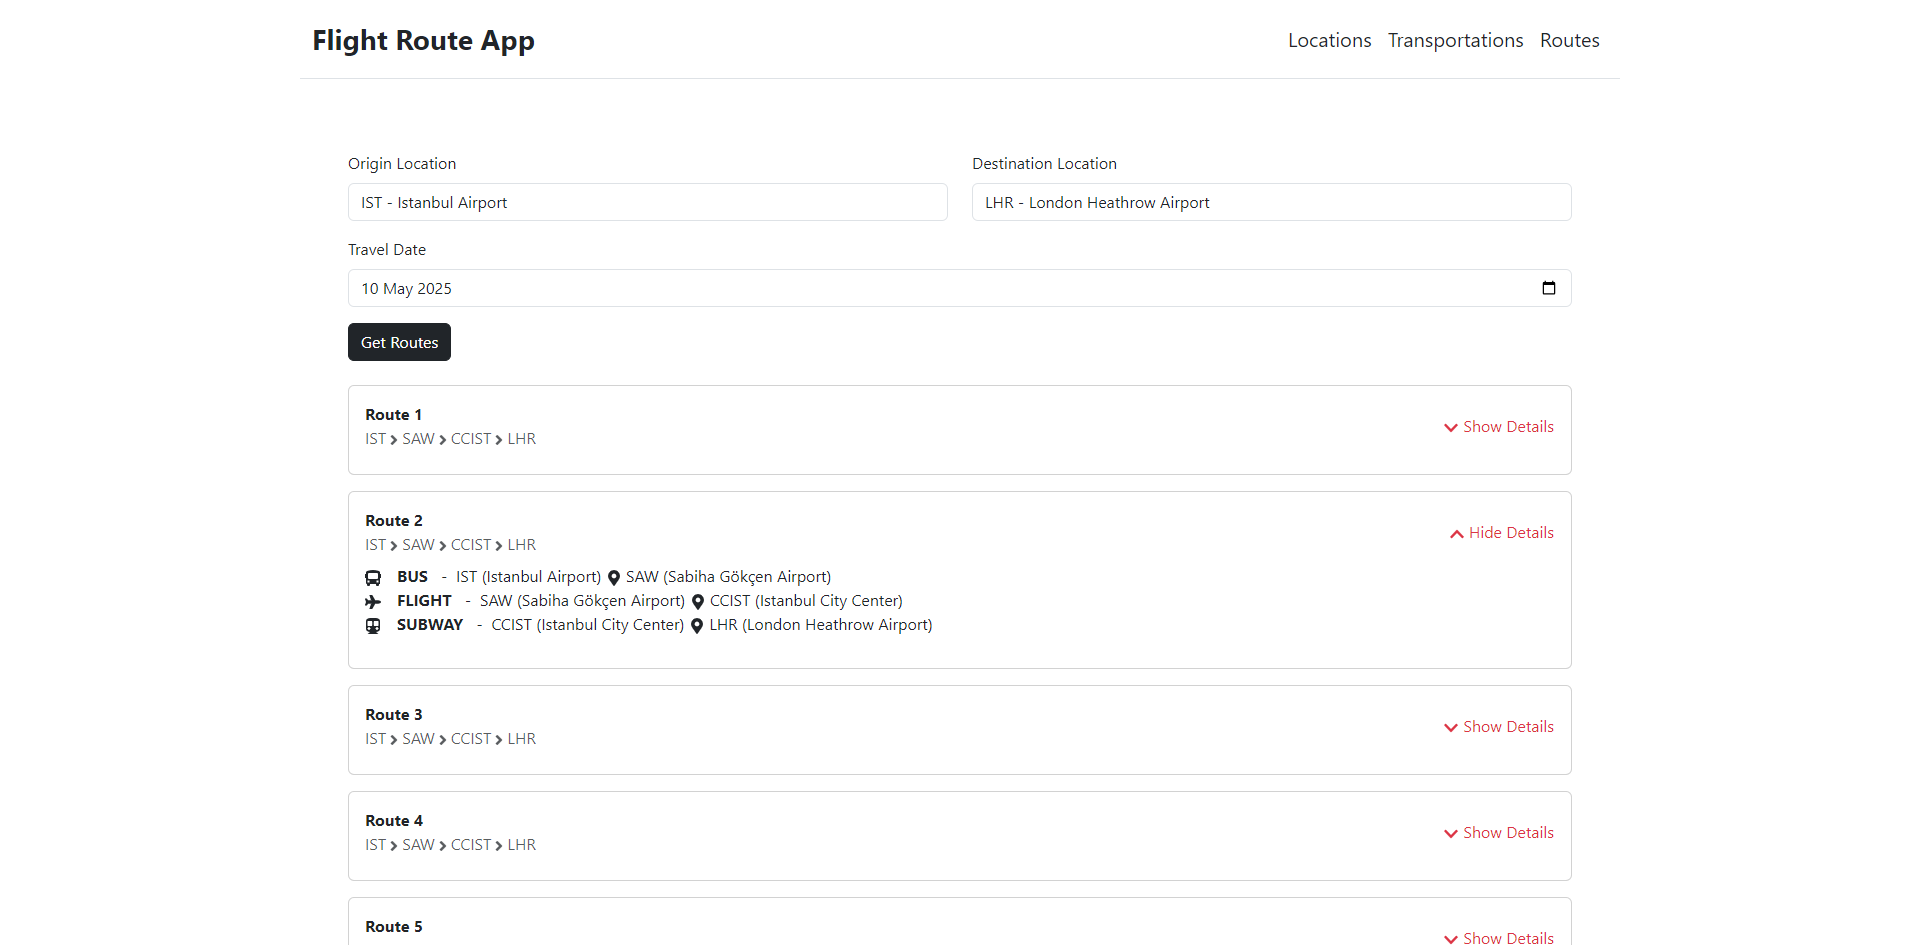 Flight Route App
Locations Transportations Routes
Origin Location
Destination Location
IST - Istanbul Airport
LHR - London Heathrow Airport
Travel Date
10 May 2025
Get Routes
Route 1
IST > SAW > CCIST > LHR
Show Details
Route 2
IST > SAW > CCIST > LHR
Hide Details
BUS - IST (Istanbul Airport) SAW (Sabiha Gökçen Airport)
FLIGHT - SAW (Sabiha Gökçen Airport) CCIST (Istanbul City Center)
SUBWAY - CCIST (Istanbul City Center) LHR (London Heathrow Airport)
Route 3
IST > SAW > CCIST > LHR
Show Details
Route 4
IST > SAW > CCIST > LHR
Show Details
Route 5
Show Details